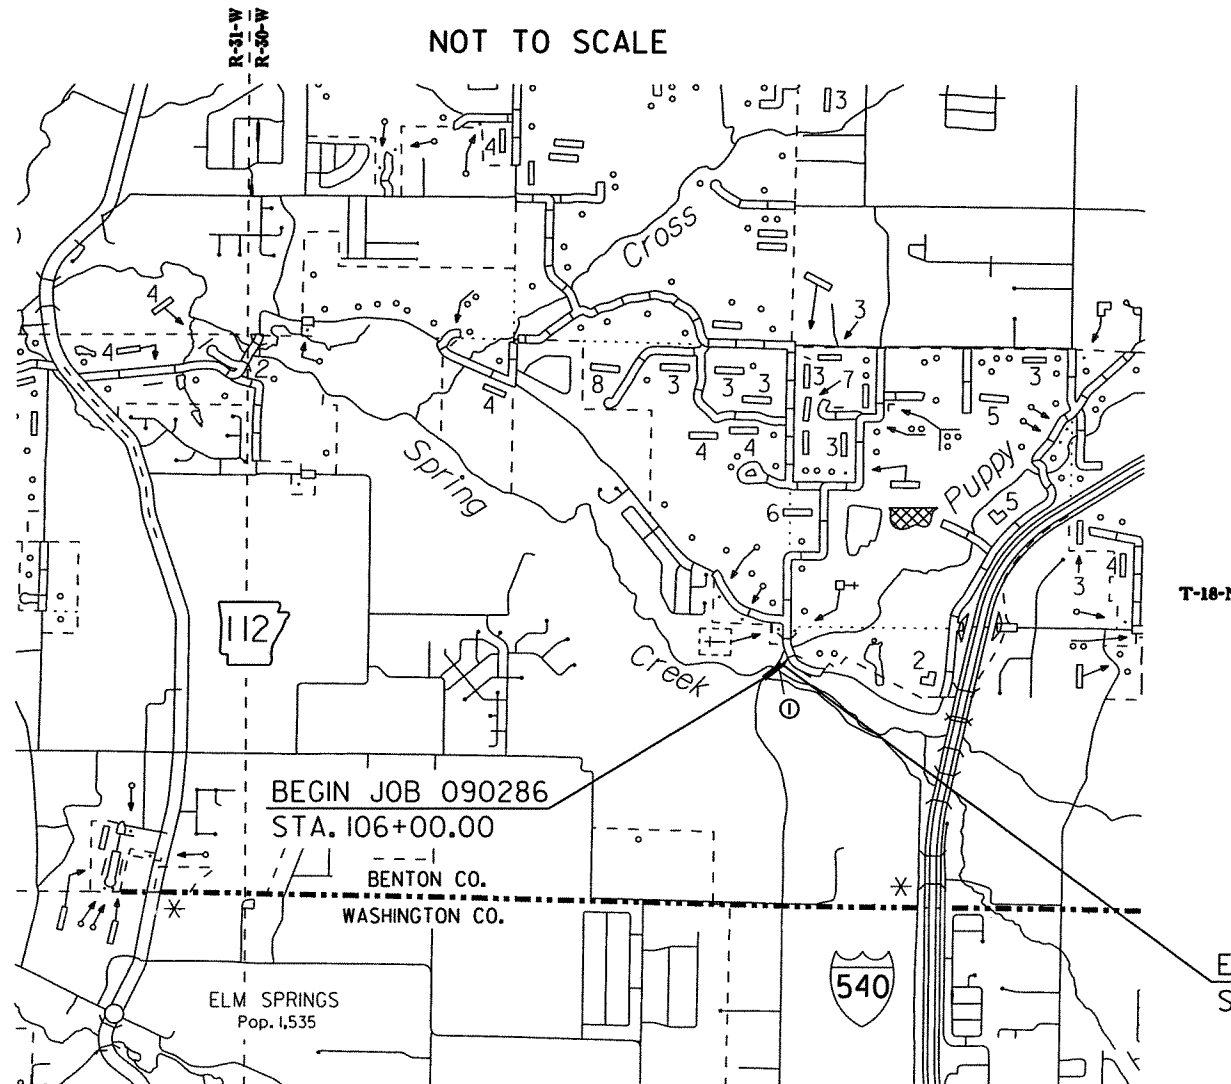 R-31-W
R-30-W
NOT TO SCALE
3
4
Cross
4
3
4
2
8
3
3
3
3
7
3
5
4
4
4
3
Spring
Puppy
6
5
3
4
T-18-N
112
Creek
2
1
BEGIN JOB 090286
STA. 106+00.00
BENTON CO.
WASHINGTON CO.
540
E
S
ELM SPRINGS
Pop. 1,535